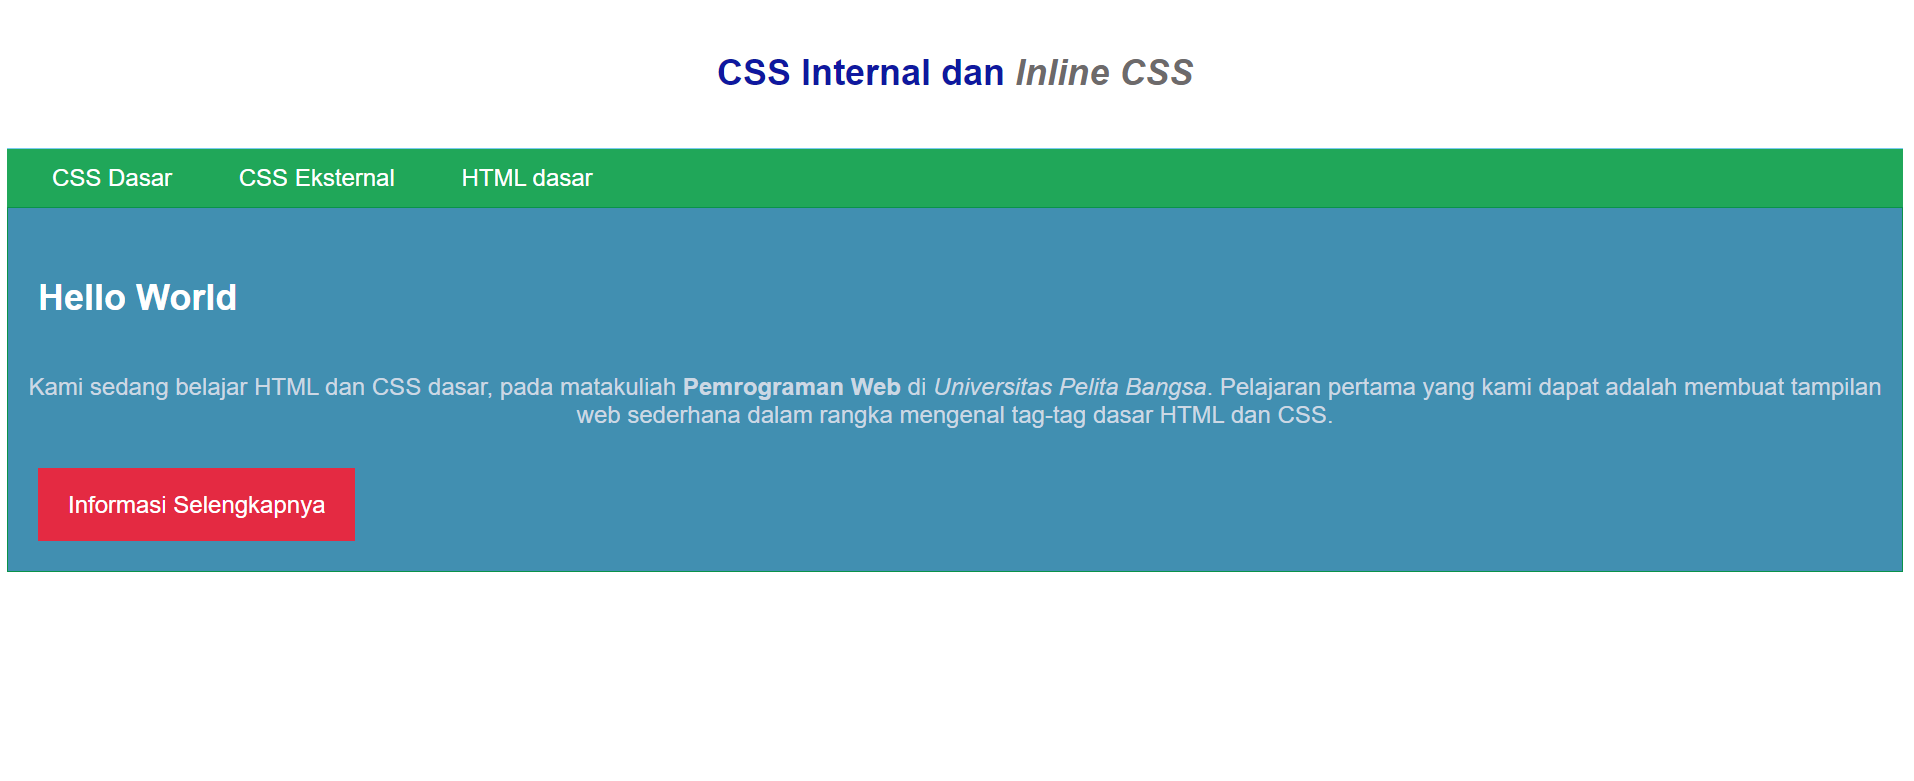 CSS Internal dan Inline CSS
CSS Dasar CSS Eksternal HTML dasar
Hello World
Kami sedang belajar HTML dan CSS dasar, pada matakuliah Pemrograman Web di Universitas Pelita Bangsa. Pelajaran pertama yang kami dapat adalah membuat tampilan
web sederhana dalam rangka mengenal tag-tag dasar HTML dan CSS.
Informasi Selengkapnya